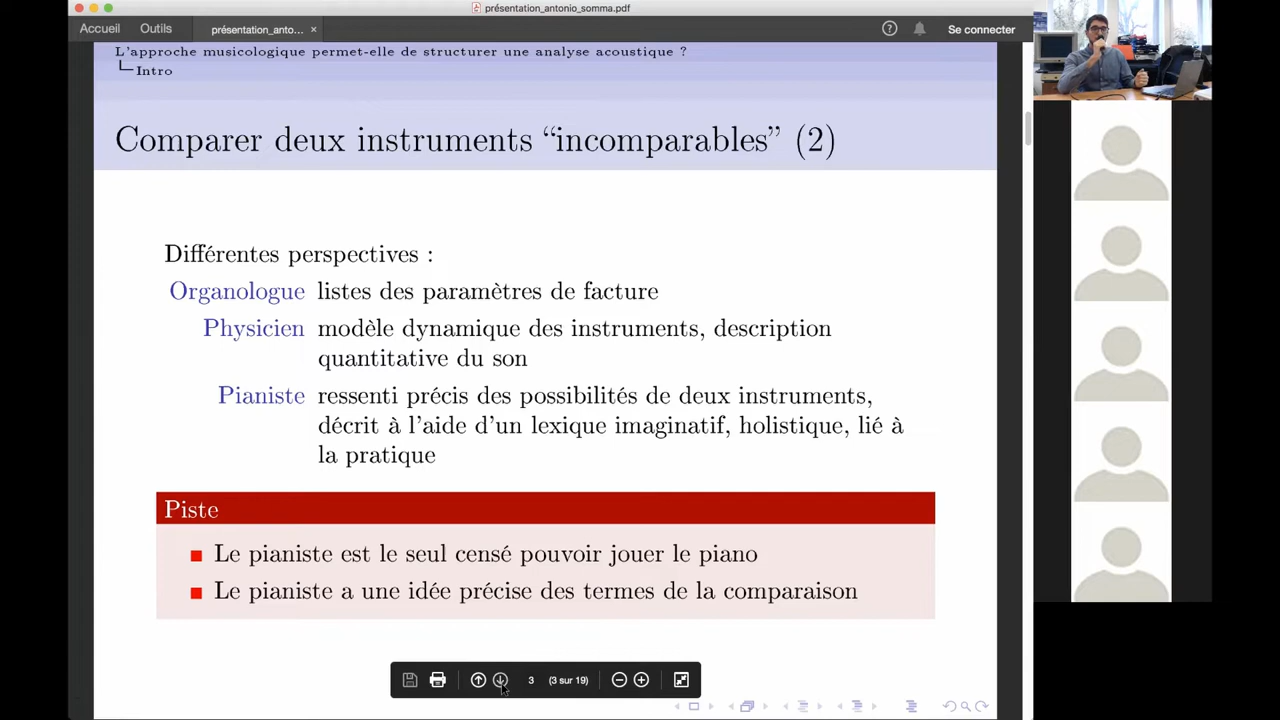 présentation_antonio_somma.pdf
Accueil Outils présentation_anto... × Se connecter
L'approche musicologique permet-elle de structurer une analyse acoustique ?
Intro
Comparer deux instruments “incomparables” (2)
Différentes perspectives :
Organologue listes des paramètres de facture
Physicien modèle dynamique des instruments, description
quantitative du son
Pianiste ressenti précis des possibilités de deux instruments,
décrit à l'aide d'un lexique imaginatif, holistique, lié à
la pratique
Piste
Le pianiste est le seul censé pouvoir jouer le piano
Le pianiste a une idée précise des termes de la comparaison
3 (3 sur 19)